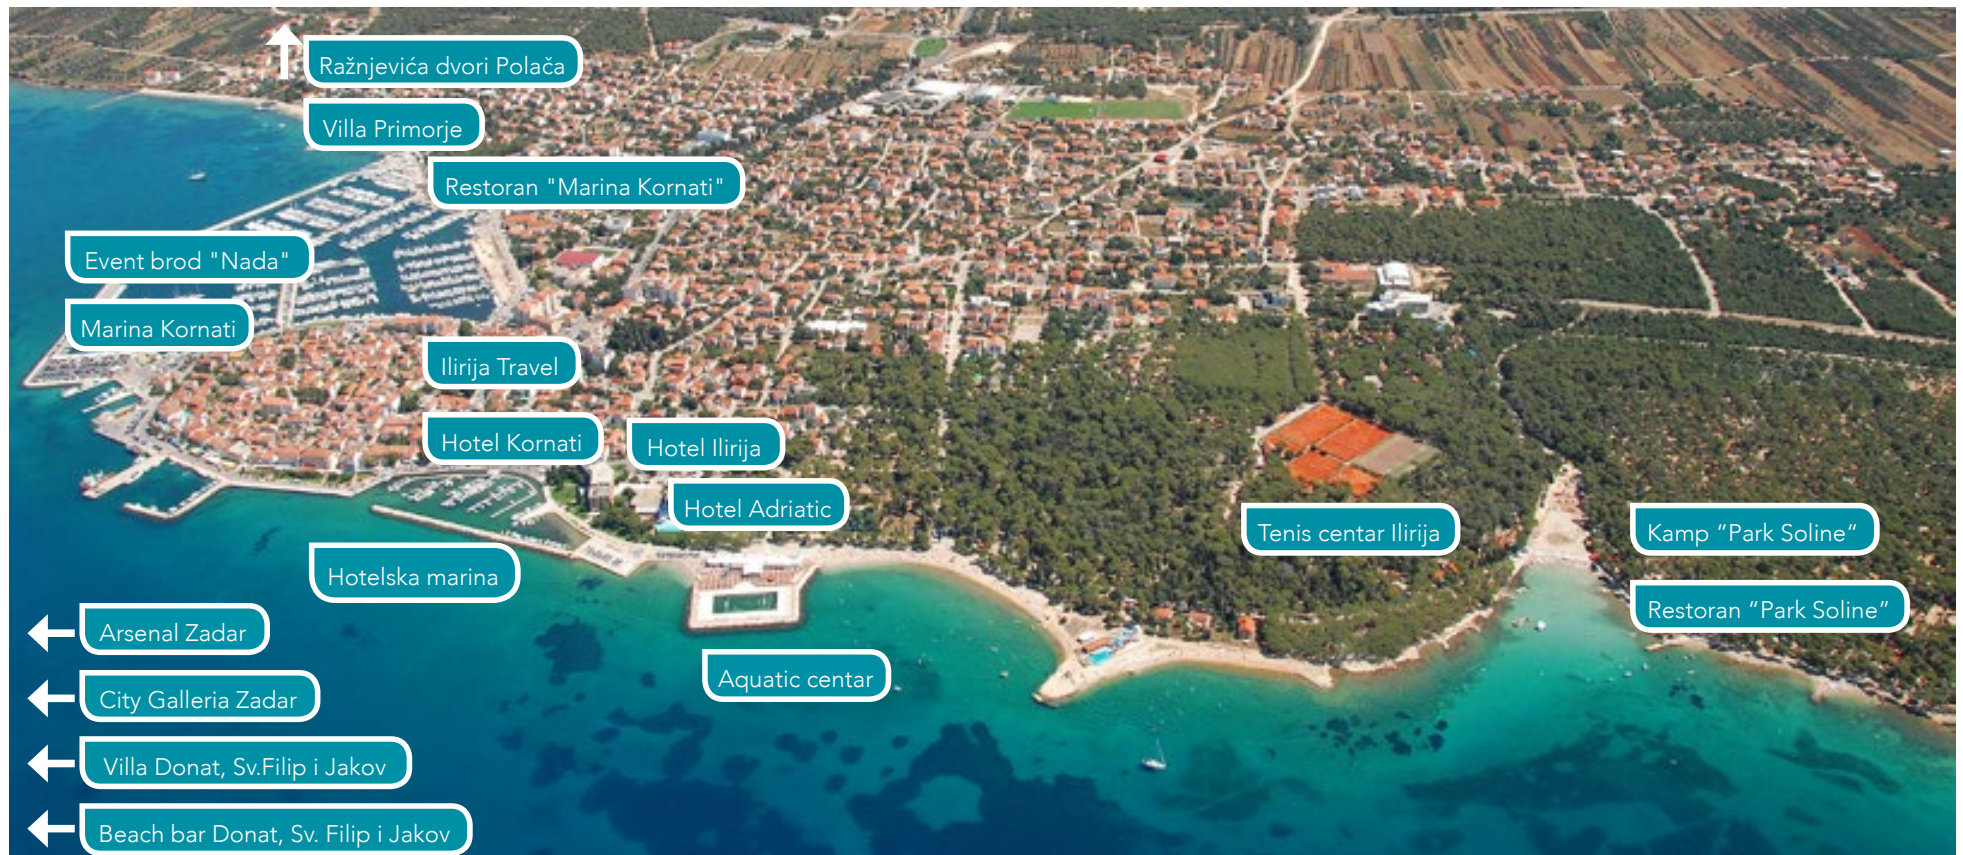 Ražnjevića dvori Polača
Villa Primorje
Restoran "Marina Kornati"
Event brod "Nada"
Marina Kornati
Ilirija Travel
Hotel Kornati
Hotel Ilirija
Hotel Adriatic
Tenis centar Ilirija
Kamp “Park Soline“
Hotelska marina
Restoran “Park Soline”
Arsenal Zadar
Aquatic centar
City Galleria Zadar
Villa Donat, Sv.Filip i Jakov
Beach bar Donat, Sv. Filip i Jakov